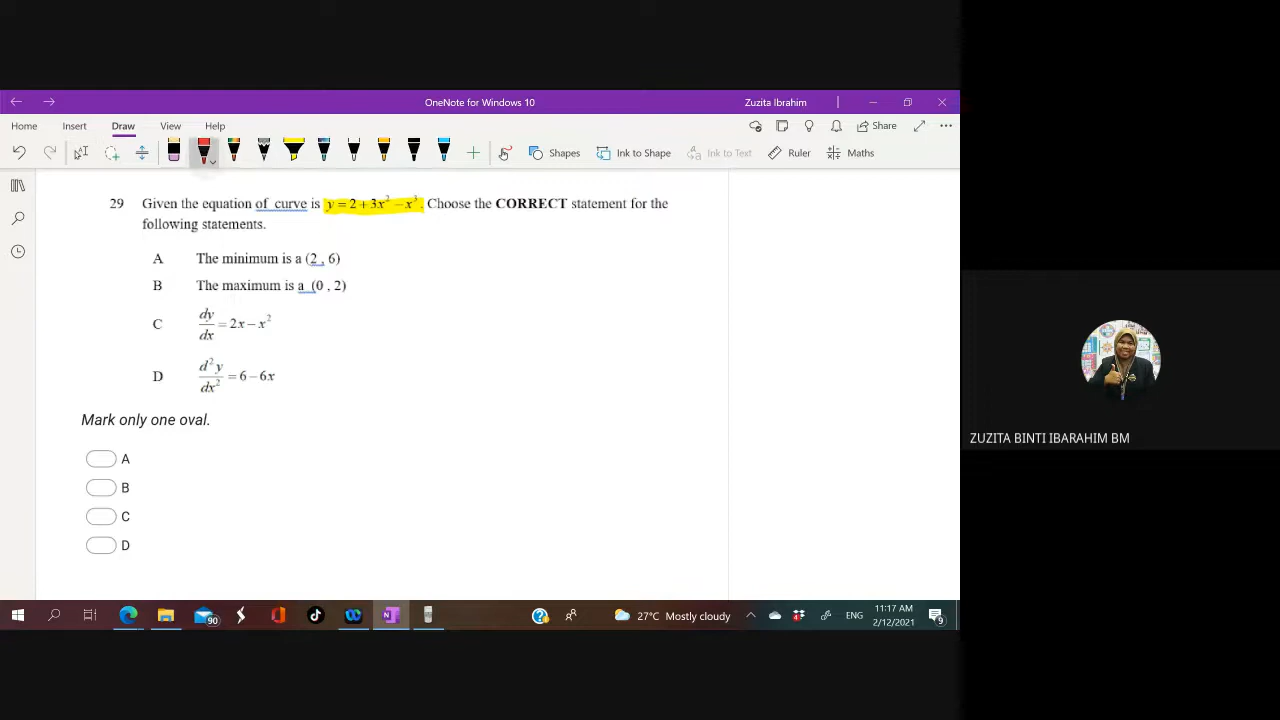 OneNote for Windows 10
Zuzita Ibrahim
Home Insert Draw View Help
Share
Shapes Ink to Shape Ink to Text Ruler Maths
29 Given the equation of curve is y = 2 + 3x² − x³. Choose the CORRECT statement for the
following statements.
A The minimum is a (2 , 6)
B The maximum is a (0 , 2)
C dy/dx = 2x − x²
D d²y/dx² = 6 − 6x
Mark only one oval.
A
B
C
D
ZUZITA BINTI IBARAHIM BM
90
27°C Mostly cloudy
ENG
11:17 AM
2/12/2021
9